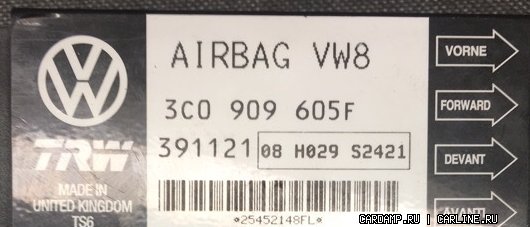 AIRBAG VW8
3C0 909 605F
391121 08 H029 S2421
*25452148FL*
TRW
MADE IN
UNITED KINGDOM
TS6
VORNE
FORWARD
DEVANT
AVANTI
CARDAMP.RU | CARLINE.RU